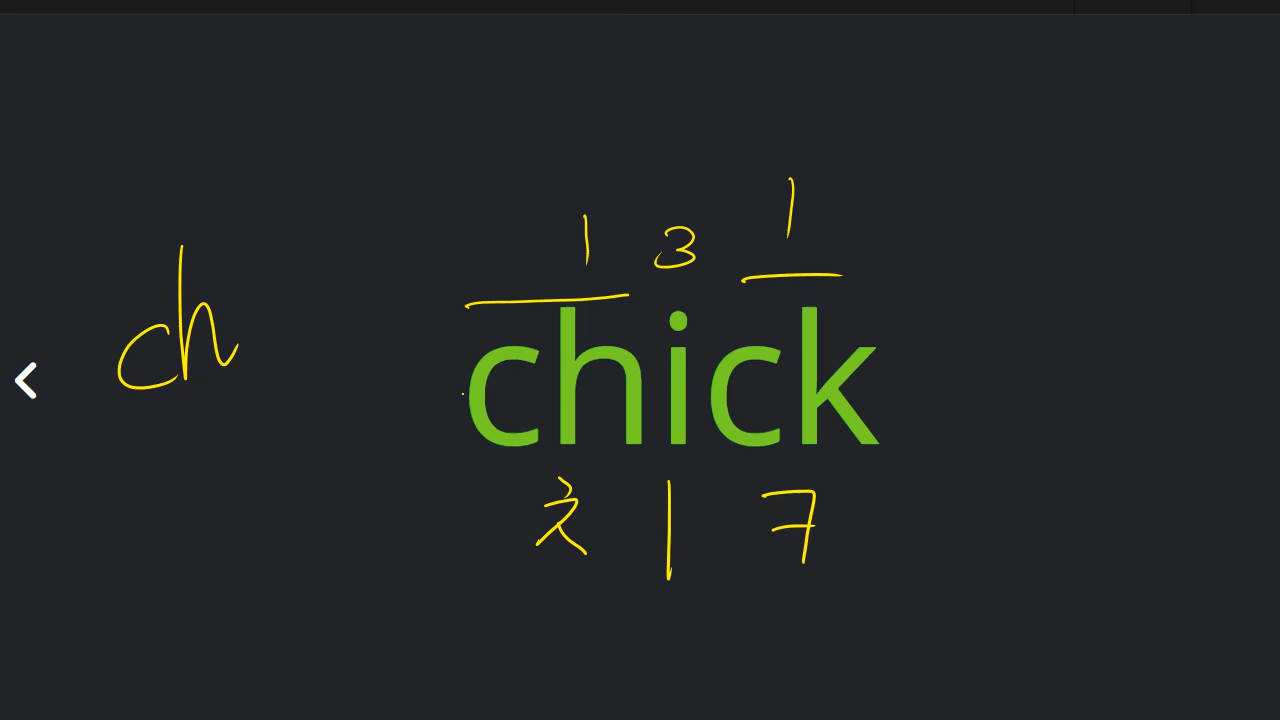 1 3 1
ch chick
ㅊ ㅣ ㅋ